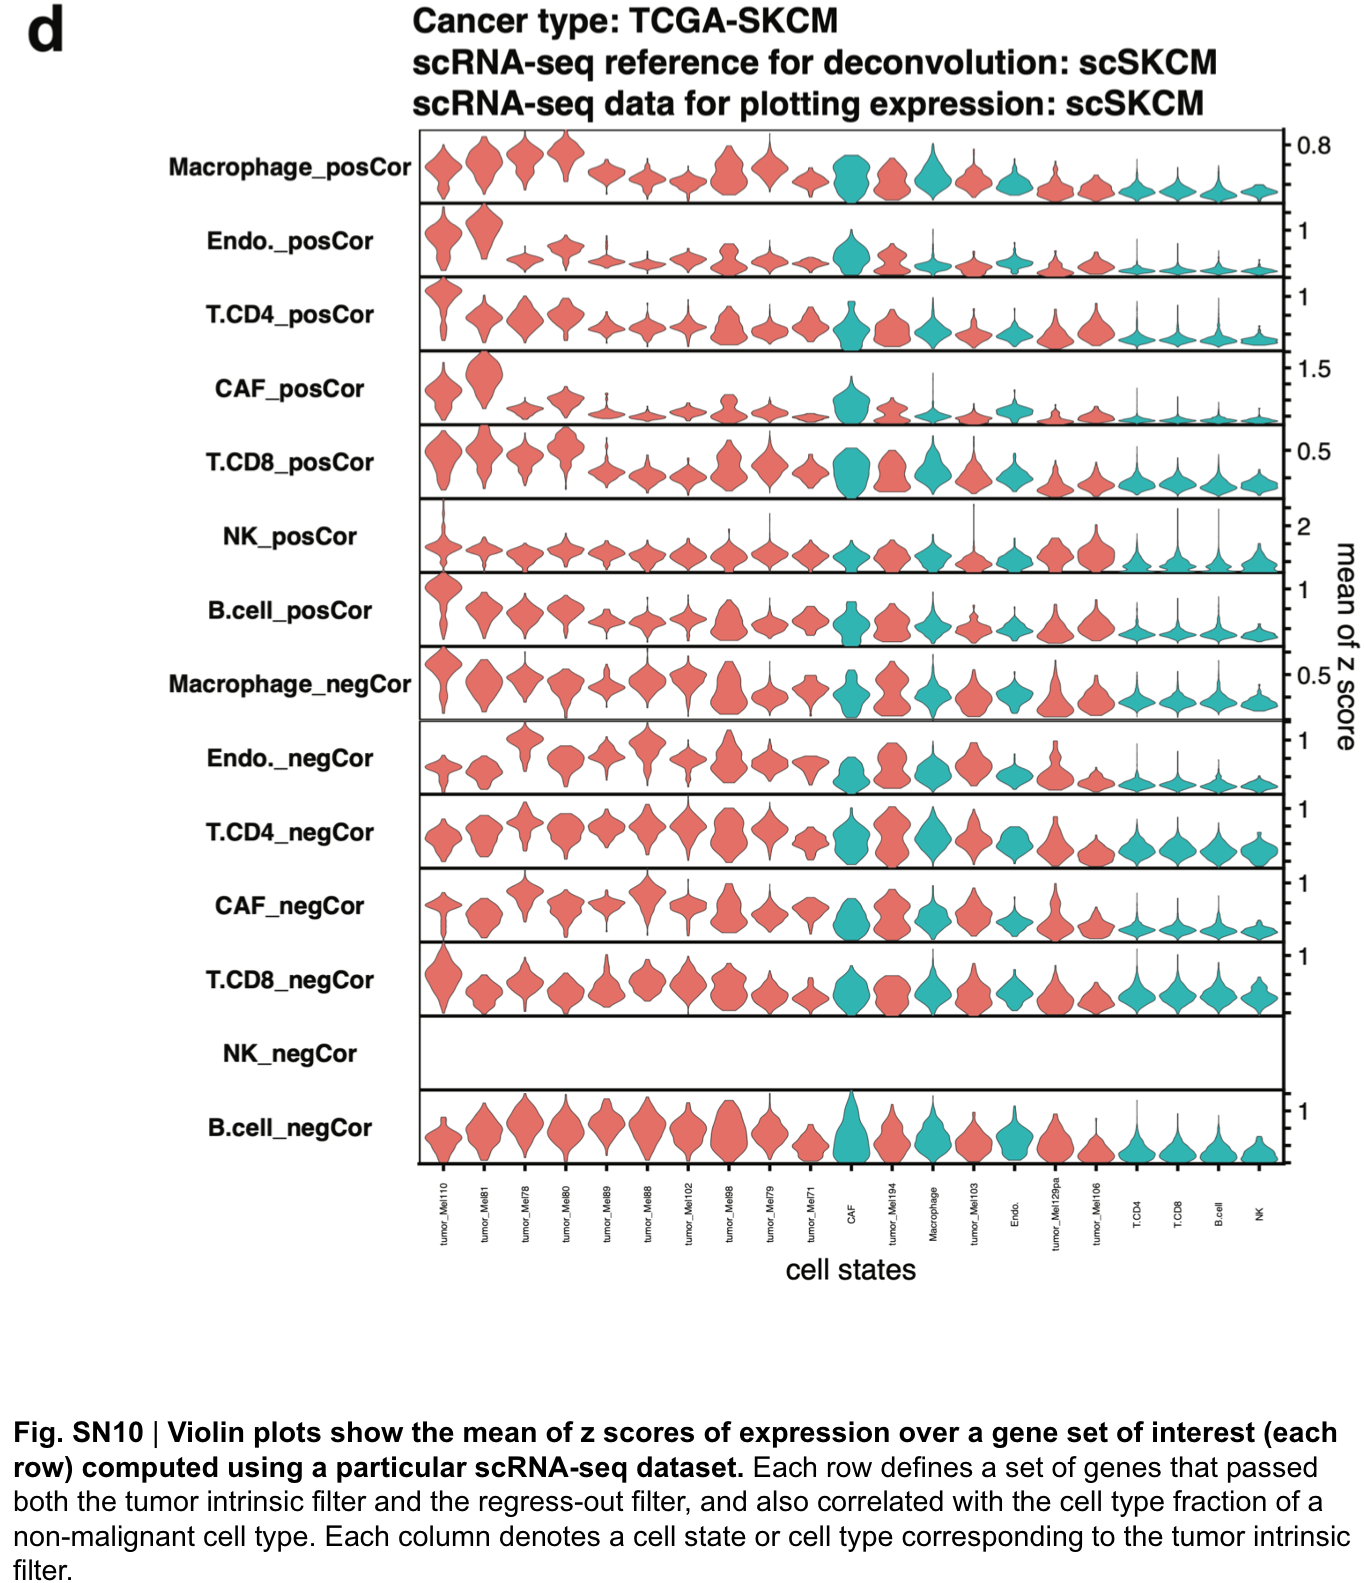 d
Cancer type: TCGA-SKCM
scRNA-seq reference for deconvolution: scSKCM
scRNA-seq data for plotting expression: scSKCM
Macrophage_posCor
0.8
Endo._posCor
1
T.CD4_posCor
1
CAF_posCor
1.5
T.CD8_posCor
0.5
NK_posCor
2
B.cell_posCor
1
Macrophage_negCor
0.5
Endo._negCor
1
T.CD4_negCor
1
CAF_negCor
1
T.CD8_negCor
1
NK_negCor
B.cell_negCor
1
mean of z score
tumor_Mel110
tumor_Mel81
tumor_Mel78
tumor_Mel80
tumor_Mel89
tumor_Mel88
tumor_Mel102
tumor_Mel98
tumor_Mel79
tumor_Mel71
CAF
tumor_Mel194
Macrophage
tumor_Mel103
Endo.
tumor_Mel129pa
tumor_Mel106
T.CD4
T.CD8
B.cell
NK
cell states
Fig. SN10 | Violin plots show the mean of z scores of expression over a gene set of interest (each
row) computed using a particular scRNA-seq dataset. Each row defines a set of genes that passed
both the tumor intrinsic filter and the regress-out filter, and also correlated with the cell type fraction of a
non-malignant cell type. Each column denotes a cell state or cell type corresponding to the tumor intrinsic
filter.